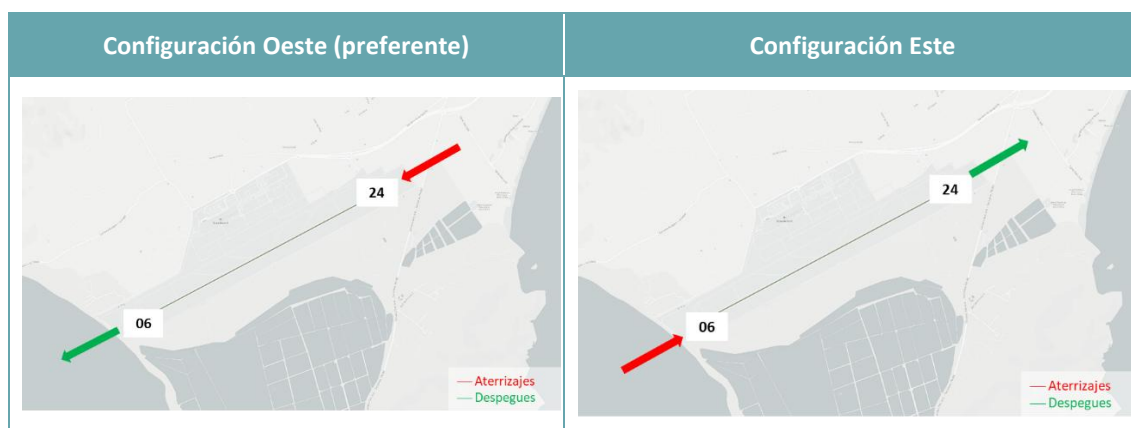 Configuración Oeste (preferente)
Configuración Este
24
06
Aterrizajes
Despegues
24
06
Aterrizajes
Despegues